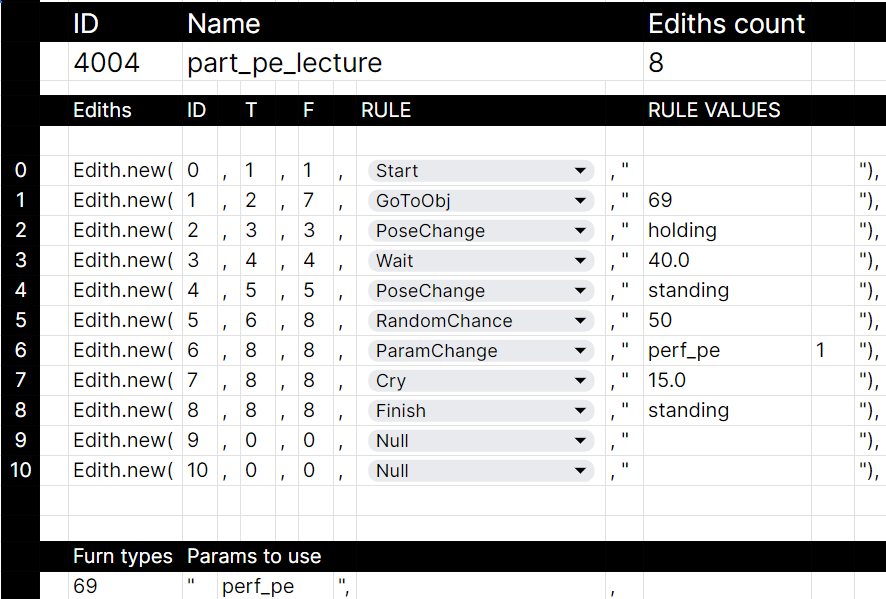 ID Name Ediths count
4004 part_pe_lecture 8
Ediths ID T F RULE RULE VALUES
0 Edith.new( 0 , 1 , 1 , Start , " "),
1 Edith.new( 1 , 2 , 7 , GoToObj , " 69 "),
2 Edith.new( 2 , 3 , 3 , PoseChange , " holding "),
3 Edith.new( 3 , 4 , 4 , Wait , " 40.0 "),
4 Edith.new( 4 , 5 , 5 , PoseChange , " standing "),
5 Edith.new( 5 , 6 , 8 , RandomChance , " 50 "),
6 Edith.new( 6 , 8 , 8 , ParamChange , " perf_pe 1 "),
7 Edith.new( 7 , 8 , 8 , Cry , " 15.0 "),
8 Edith.new( 8 , 8 , 8 , Finish , " standing "),
9 Edith.new( 9 , 0 , 0 , Null , " "),
10 Edith.new( 10 , 0 , 0 , Null , " "),
Furn types Params to use
69 " perf_pe ", ,